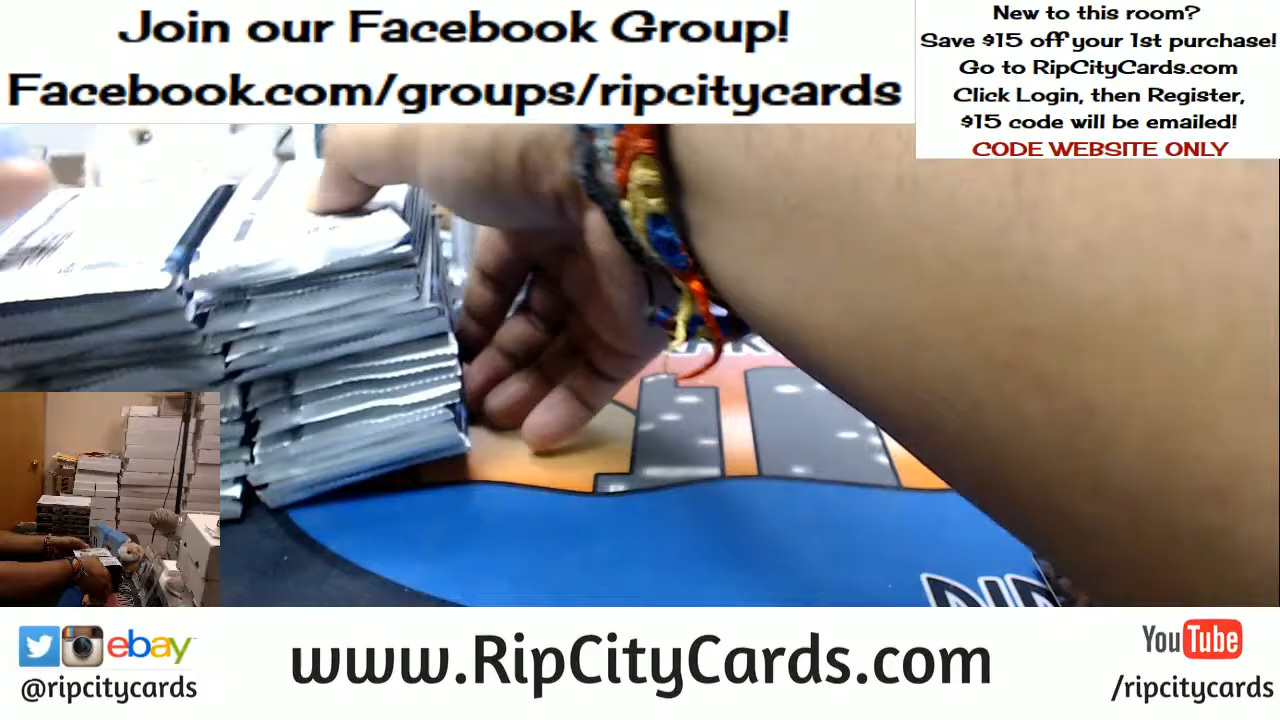 Join our Facebook Group!
Facebook.com/groups/ripcitycards
New to this room?
Save $15 off your 1st purchase!
Go to RipCityCards.com
Click Login, then Register,
$15 code will be emailed!
CODE WEBSITE ONLY
ebay
@ripcitycards
www.RipCityCards.com
YouTube
/ripcitycards